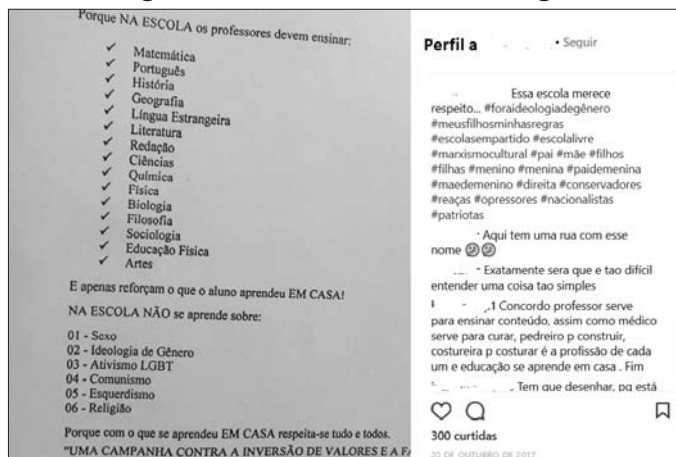 Porque NA ESCOLA os professores devem ensinar:
✓ Matemática
✓ Português
✓ História
✓ Geografia
✓ Língua Estrangeira
✓ Literatura
✓ Redação
✓ Ciências
✓ Química
✓ Física
✓ Biologia
✓ Filosofia
✓ Sociologia
✓ Educação Física
✓ Artes
E apenas reforçam o que o aluno aprendeu EM CASA!
NA ESCOLA NÃO se aprende sobre:
01 - Sexo
02 - Ideologia de Gênero
03 - Ativismo LGBT
04 - Comunismo
05 - Esquerdismo
06 - Religião
Porque com o que se aprendeu EM CASA respeita-se tudo e todos.
"UMA CAMPANHA CONTRA A INVERSÃO DE VALORES E A
Perfil a • Seguir
Essa escola merece
respeito... #foraideologiadegênero
#meusfilhosminhasregras
#escolasempartido #escolalivre
#marxismocultural #pai #mãe #filhos
#filhas #menino #menina #paidemenina
#maedemenino #direita #conservadores
#reaças #opressores #nacionalistas
#patriotas
Aqui tem uma rua com esse
nome
Exatamente sera que e tao difícil
entender uma coisa tao simples
1 Concordo professor serve
para ensinar conteúdo, assim como médico
serve para curar, pedreiro p construir,
costureira p costurar é a profissão de cada
um e educação se aprende em casa . Fim
Tem que desenhar, pq está
300 curtidas
20 DE OUTUBRO DE 2017